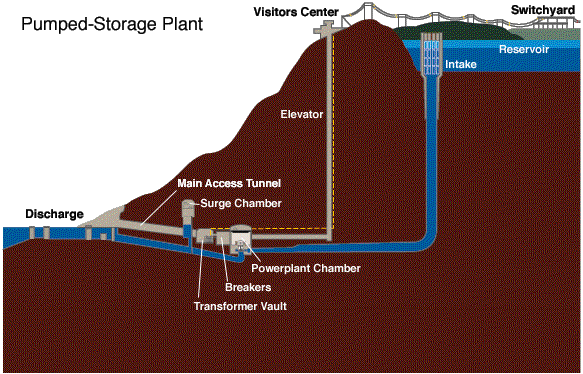 Pumped-Storage Plant
Visitors Center
Switchyard
Reservoir
Intake
Elevator
Main Access Tunnel
Surge Chamber
Discharge
Powerplant Chamber
Breakers
Transformer Vault